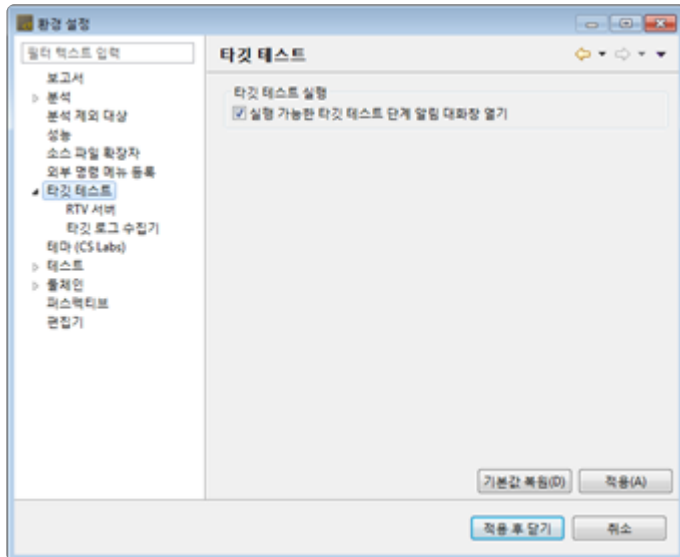 환경 설정
필터 텍스트 입력
보고서
분석
분석 제외 대상
성능
소스 파일 확장자
외부 명령 메뉴 등록
타깃 테스트
RTV 서버
타깃 로그 수집기
테마 (CS Labs)
테스트
툴체인
퍼스펙티브
편집기
타깃 테스트
타깃 테스트 실행
실행 가능한 타깃 테스트 단계 알림 대화창 열기
기본값 복원(D)
적용(A)
적용 후 닫기
취소